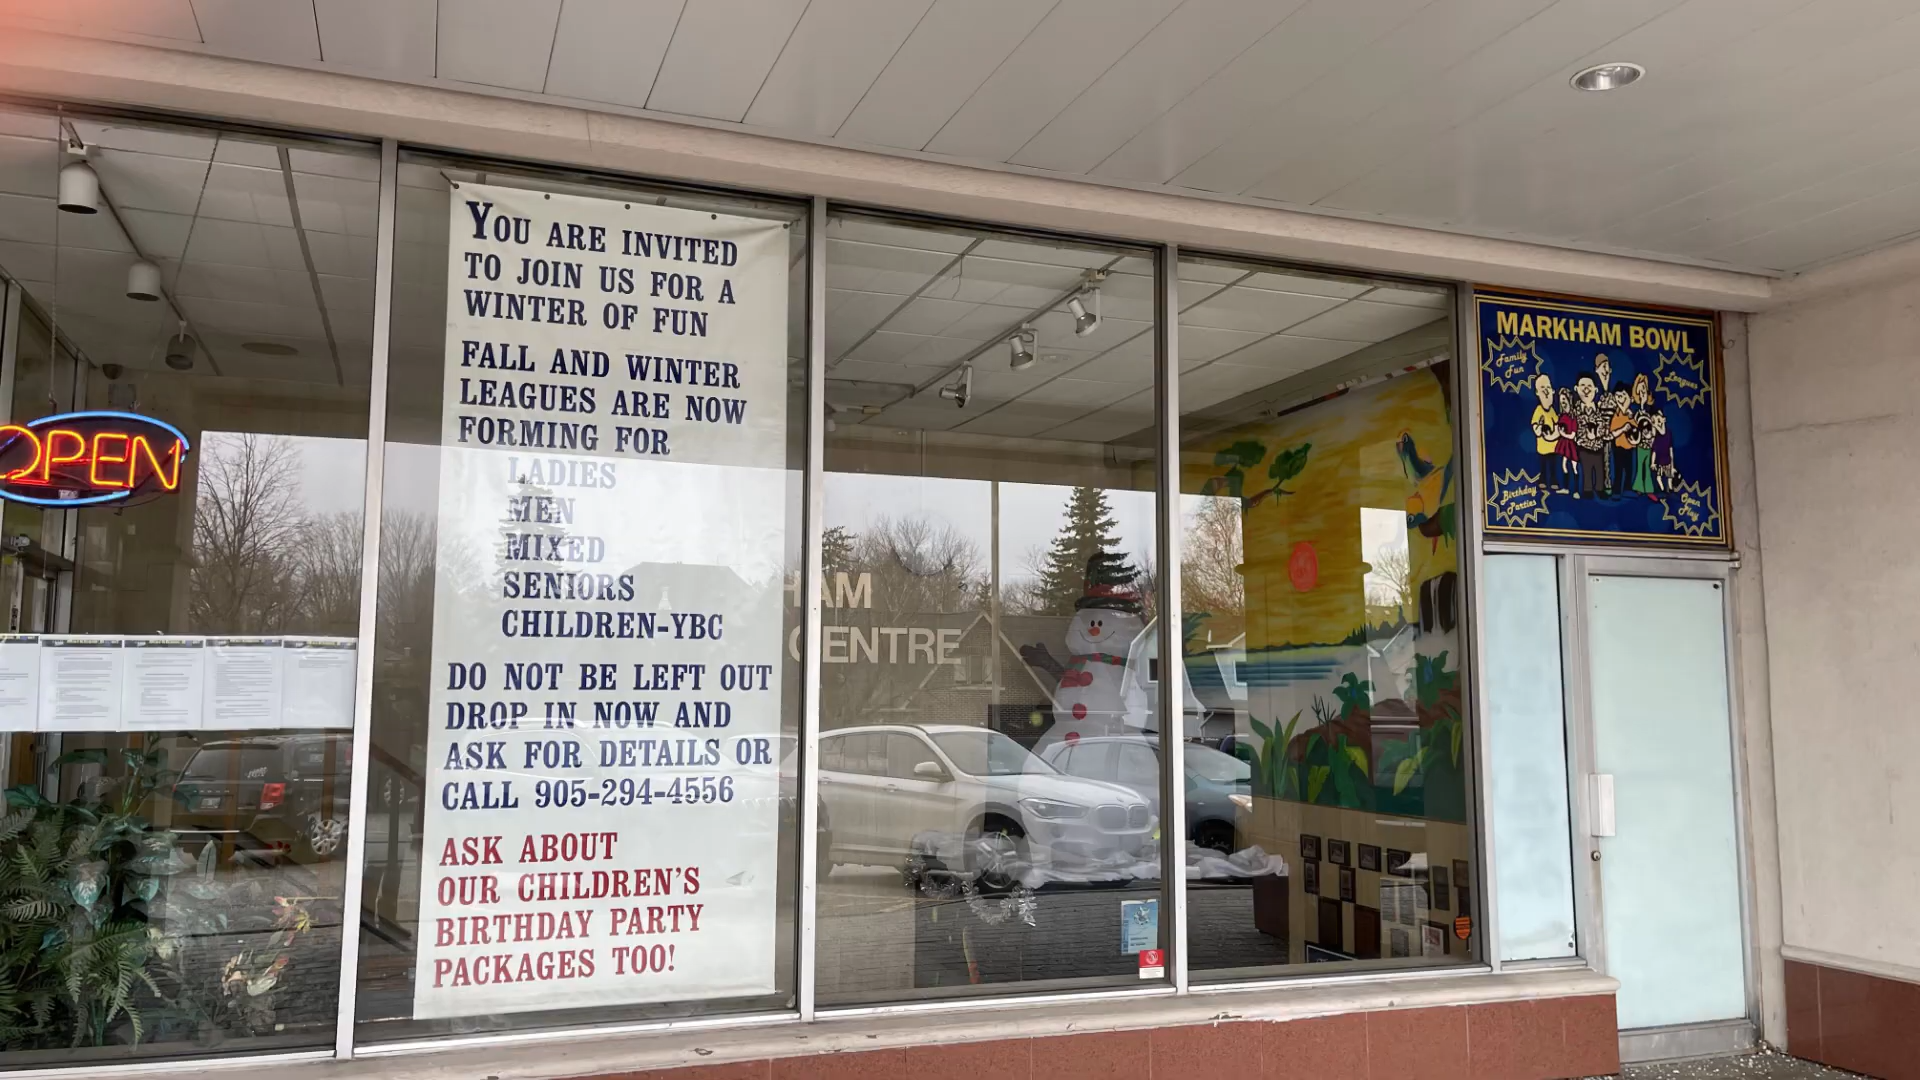 OPEN
YOU ARE INVITED
TO JOIN US FOR A
WINTER OF FUN
FALL AND WINTER
LEAGUES ARE NOW
FORMING FOR
LADIES
MEN
MIXED
SENIORS
CHILDREN-YBC
DO NOT BE LEFT OUT
DROP IN NOW AND
ASK FOR DETAILS OR
CALL 905-294-4556
ASK ABOUT
OUR CHILDREN'S
BIRTHDAY PARTY
PACKAGES TOO!
HAM
CENTRE
MARKHAM BOWL
Family
Fun
Leagues
Birthday
Parties
Open
Play